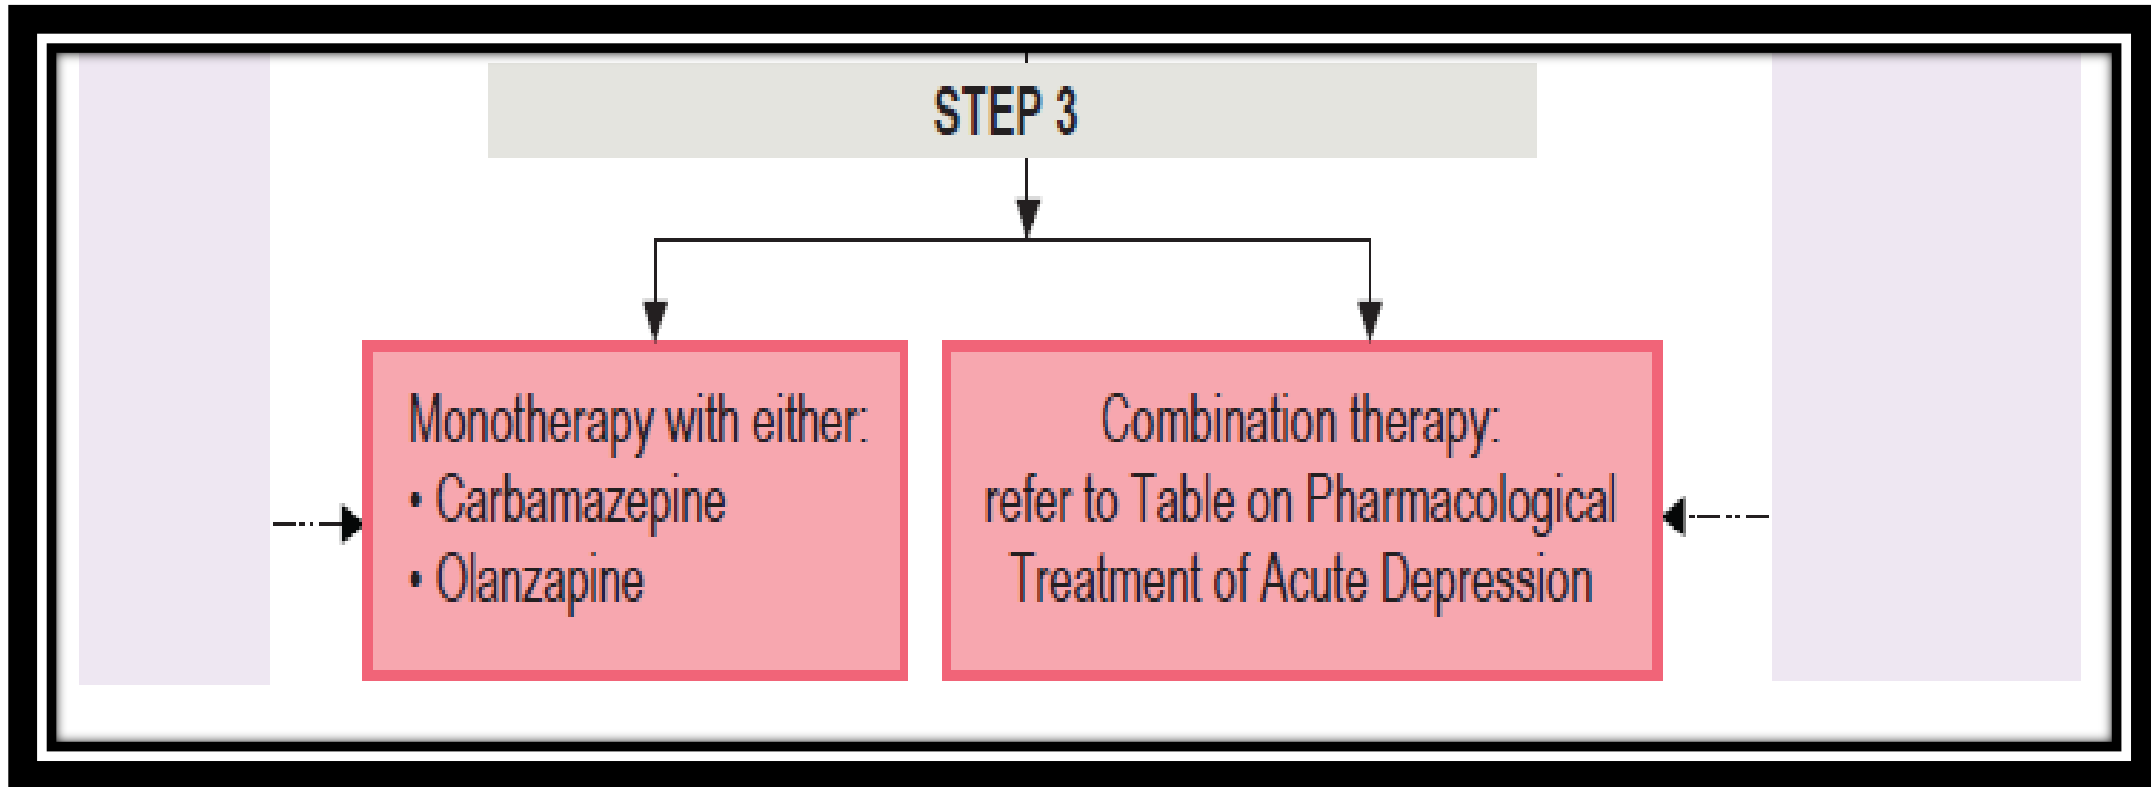 STEP 3
Monotherapy with either:
• Carbamazepine
• Olanzapine
Combination therapy:
refer to Table on Pharmacological
Treatment of Acute Depression